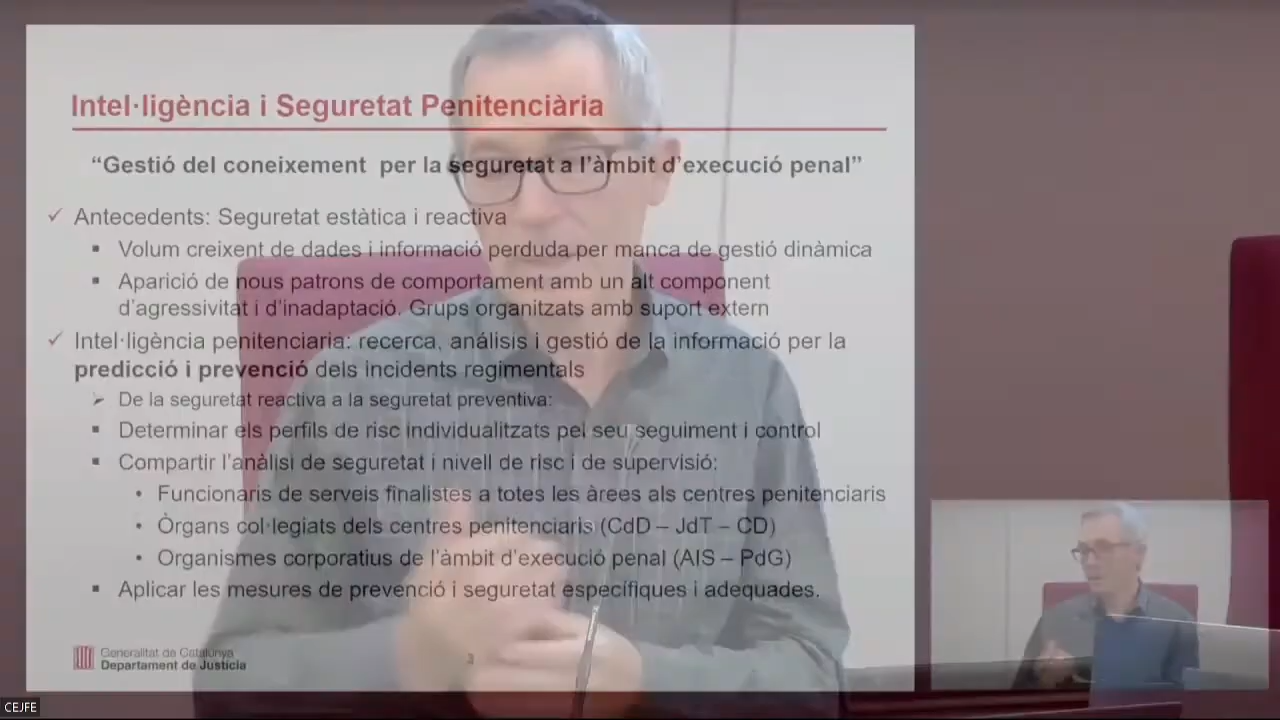 Intel·ligència i Seguretat Penitenciària
“Gestió del coneixement per la seguretat a l’àmbit d’execució penal”
✓ Antecedents: Seguretat estàtica i reactiva
▪ Volum creixent de dades i informació perduda per manca de gestió dinàmica
▪ Aparició de nous patrons de comportament amb un alt component
d’agressivitat i d’inadaptació. Grups organitzats amb suport extern
✓ Intel·ligència penitenciaria: recerca, anàlisis i gestió de la informació per la
predicció i prevenció dels incidents regimentals
➢ De la seguretat reactiva a la seguretat preventiva:
▪ Determinar els perfils de risc individualitzats pel seu seguiment i control
▪ Compartir l’anàlisi de seguretat i nivell de risc i de supervisió:
• Funcionaris de serveis finalistes a totes les àrees als centres penitenciaris
• Òrgans col·legiats dels centres penitenciaris (CdD – JdT – CD)
• Organismes corporatius de l’àmbit d’execució penal (AIS – PdG)
▪ Aplicar les mesures de prevenció i seguretat específiques i adequades.
Generalitat de Catalunya
Departament de Justícia
3
CEJFE